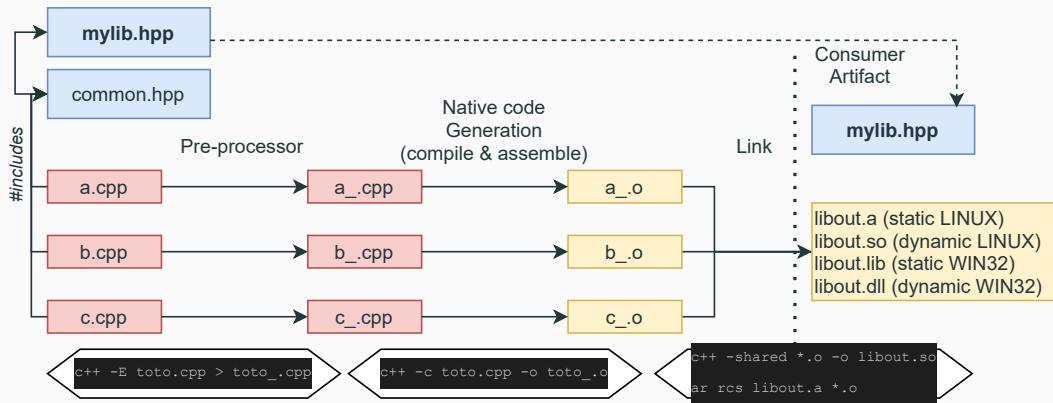 mylib.hpp
common.hpp
#includes
Pre-processor
Native code
Generation
(compile & assemble)
Link
Consumer
Artifact
mylib.hpp
a.cpp
a_.cpp
a_.o
b.cpp
b_.cpp
b_.o
c.cpp
c_.cpp
c_.o
libout.a (static LINUX)
libout.so (dynamic LINUX)
libout.lib (static WIN32)
libout.dll (dynamic WIN32)
c++ -E toto.cpp > toto_.cpp
c++ -c toto.cpp -o toto_.o
c++ -shared *.o -o libout.so
ar rcs libout.a *.o